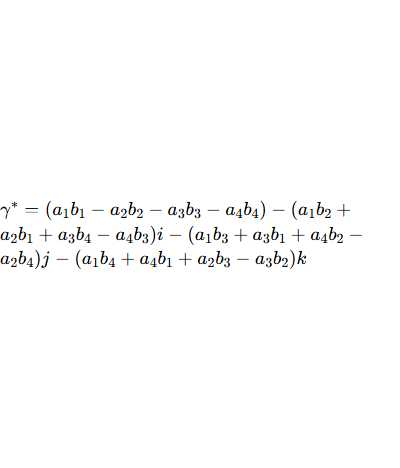 γ* = (a₁b₁ − a₂b₂ − a₃b₃ − a₄b₄) − (a₁b₂ +
a₂b₁ + a₃b₄ − a₄b₃)i − (a₁b₃ + a₃b₁ + a₄b₂ −
a₂b₄)j − (a₁b₄ + a₄b₁ + a₂b₃ − a₃b₂)k